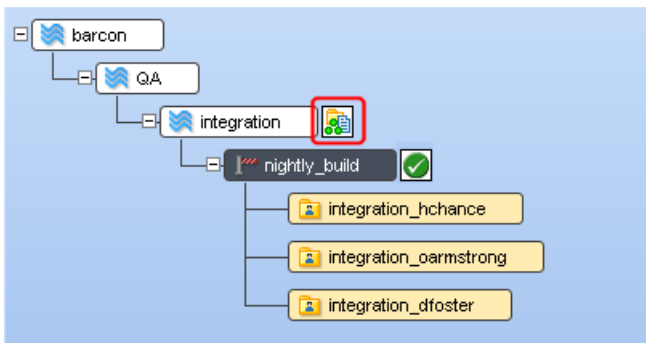 barcon
QA
integration
nightly_build
integration_hchance
integration_oarmstrong
integration_dfoster